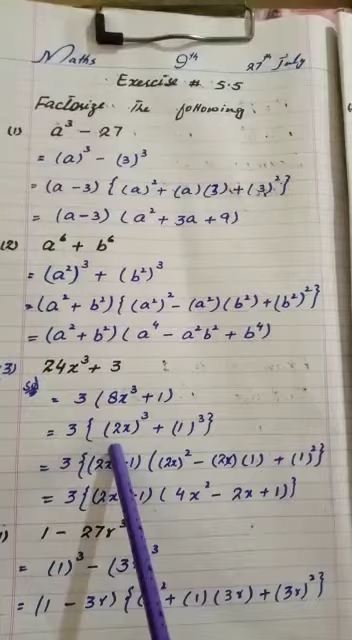 Maths 9th 27th July
Exercise # 5.5
Factorize The following:
(1) a³ - 27
= (a)³ - (3)³
= (a-3) {(a)² + (a)(3) + (3)²}
= (a-3) (a² + 3a + 9)
(2) a⁶ + b⁶
= (a²)³ + (b²)³
= (a² + b²) {(a²)² - (a²)(b²) + (b²)²}
= (a² + b²) (a⁴ - a²b² + b⁴)
3) 24x³ + 3
= 3 (8x³ + 1)
= 3 { (2x)³ + (1)³}
= 3 {(2x 1) ((2x)² - (2x)(1) + (1)²}
= 3 {(2x 1) (4x² - 2x + 1)}
1 - 27r³
= (1)³ - (3 ³
= (1 - 3r) { ² + (1)(3r) + (3r)²}